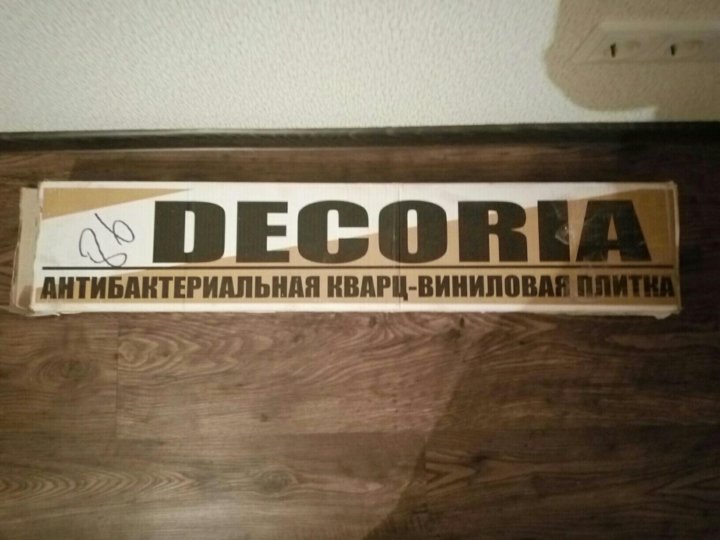 DECORIA
АНТИБАКТЕРИАЛЬНАЯ КВАРЦ-ВИНИЛОВАЯ ПЛИТКА